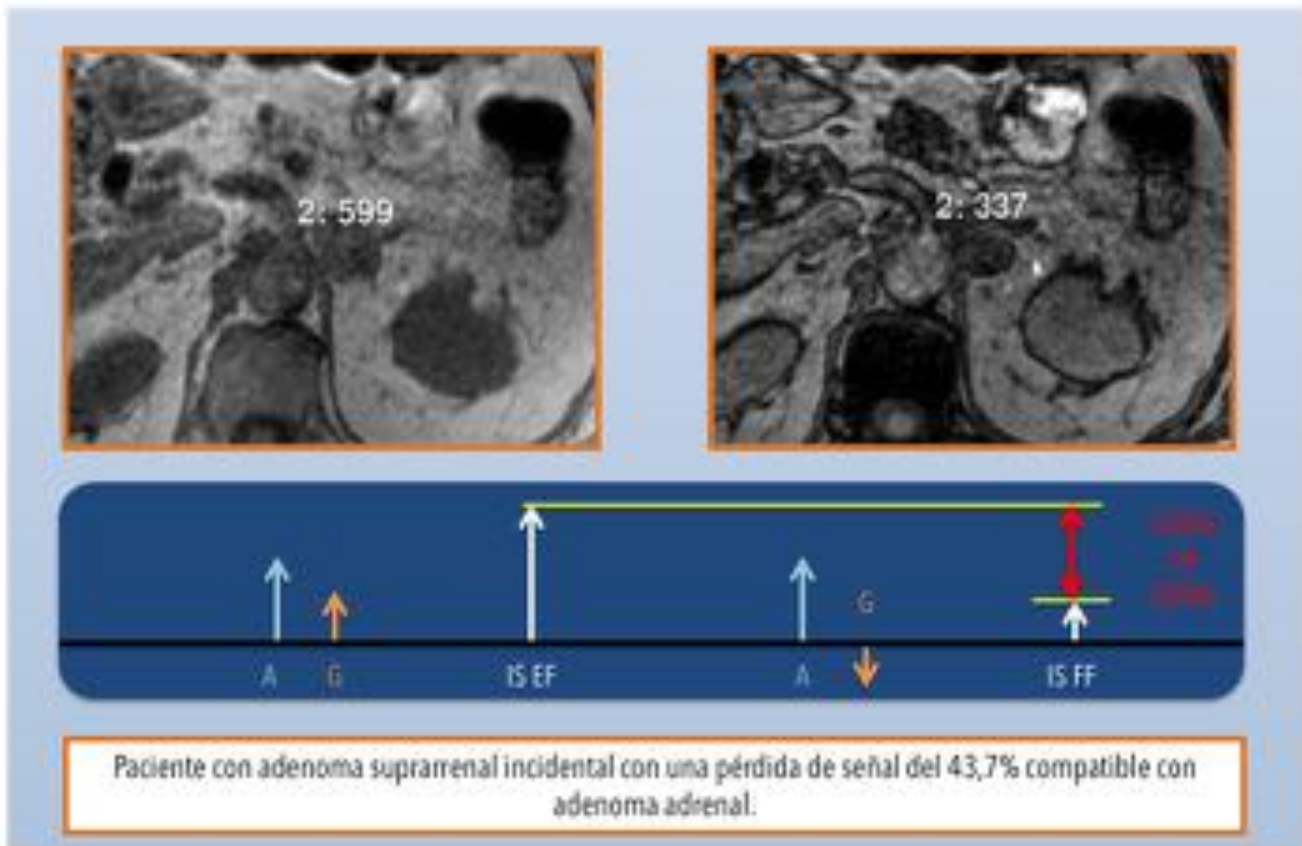 2: 599
2: 337
G
A G IS EF A IS FF
Paciente con adenoma suprarrenal incidental con una pérdida de señal del 43,7% compatible con
adenoma adrenal.